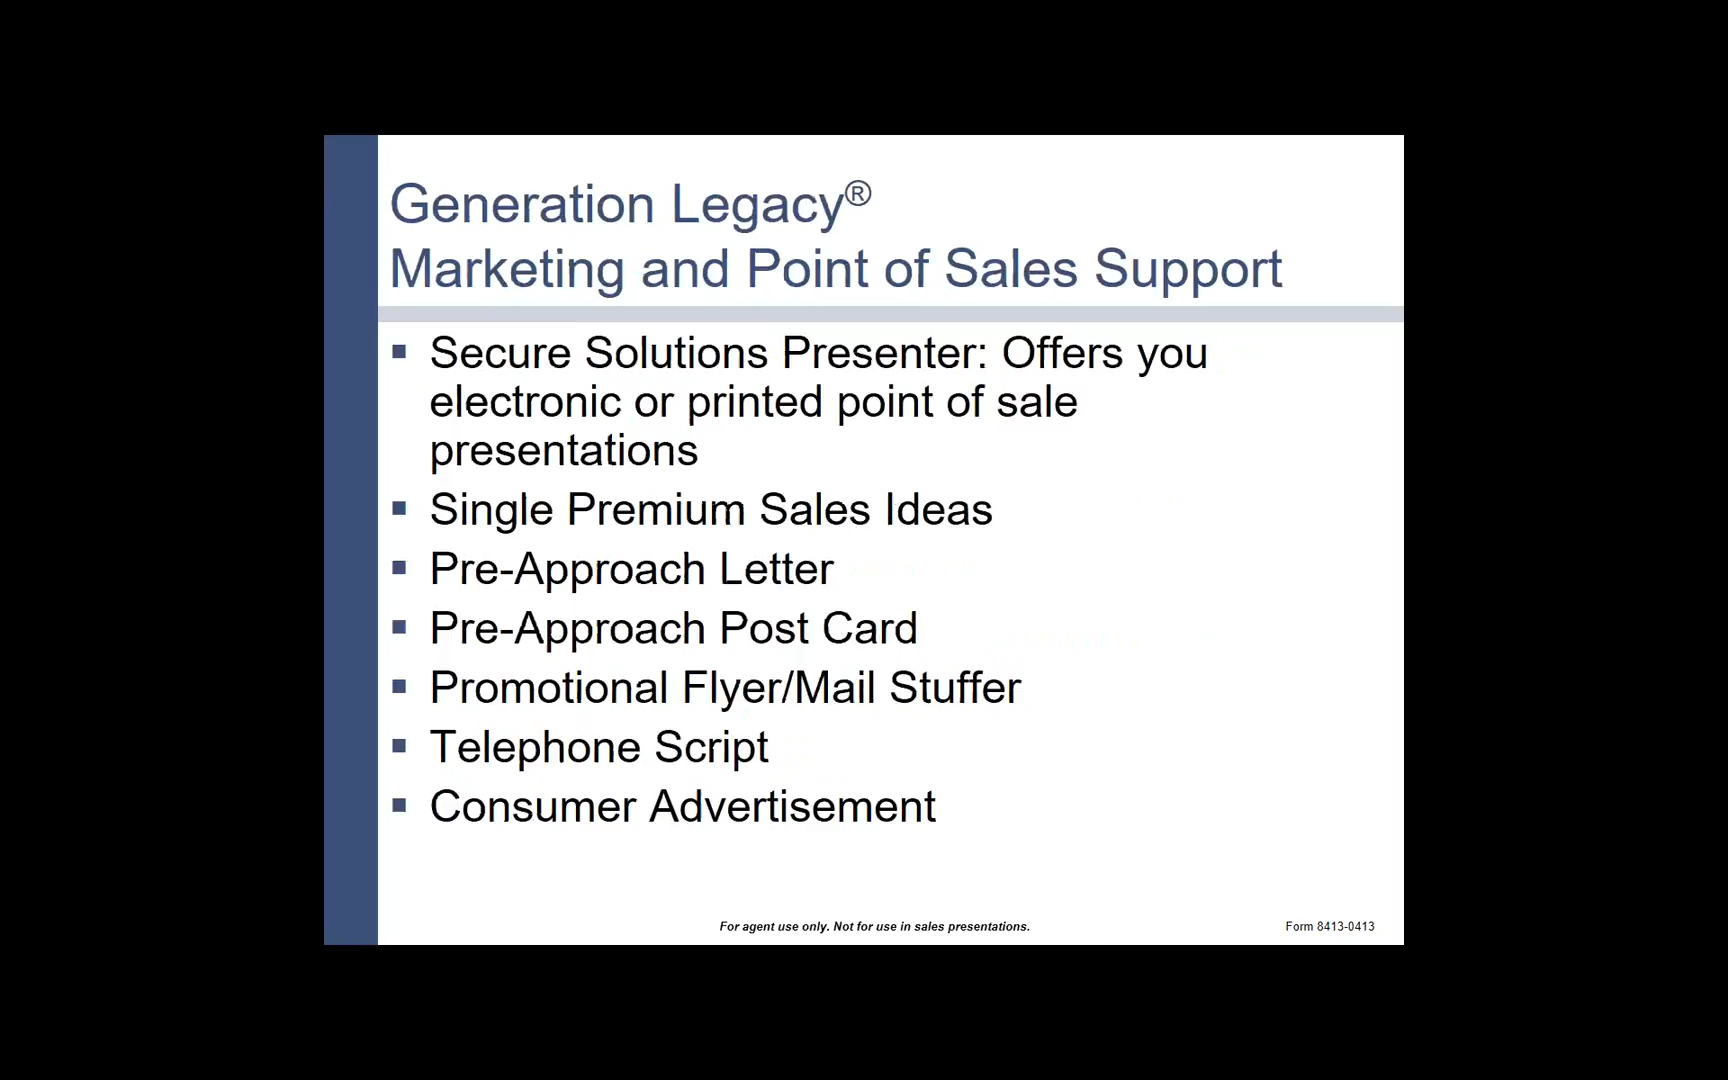 Generation Legacy®
Marketing and Point of Sales Support
▪ Secure Solutions Presenter: Offers you
electronic or printed point of sale
presentations
▪ Single Premium Sales Ideas
▪ Pre-Approach Letter
▪ Pre-Approach Post Card
▪ Promotional Flyer/Mail Stuffer
▪ Telephone Script
▪ Consumer Advertisement
For agent use only. Not for use in sales presentations.
Form 8413-0413